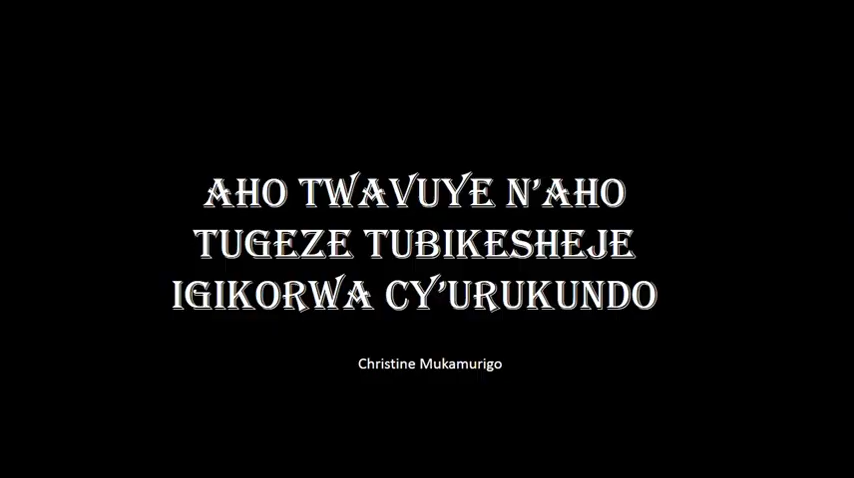 AHO TWAVUYE N’AHO
TUGEZE TUBIKESHEJE
IGIKORWA CY’URUKUNDO
Christine Mukamurigo